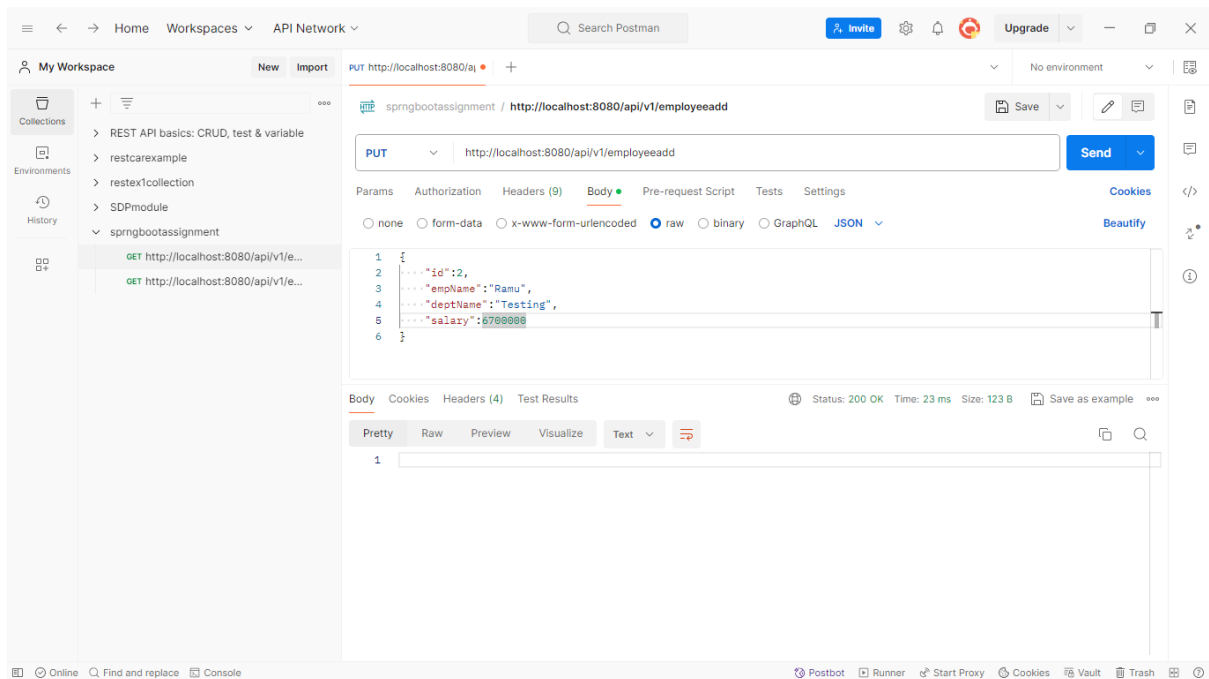 Home Workspaces API Network Search Postman Invite Upgrade
My Workspace New Import PUT http://localhost:8080/a No environment
Collections
Environments
History
REST API basics: CRUD, test & variable
restcarexample
restex1collection
SDPmodule
sprngbootassignment
GET http://localhost:8080/api/v1/e...
GET http://localhost:8080/api/v1/e...
HTTP sprngbootassignment / http://localhost:8080/api/v1/employeeadd Save
PUT http://localhost:8080/api/v1/employeeadd Send
Params Authorization Headers (9) Body Pre-request Script Tests Settings Cookies
none form-data x-www-form-urlencoded raw binary GraphQL JSON Beautify
1 {
2 "id":2,
3 "empName":"Ramu",
4 "deptName":"Testing",
5 "salary":6700000
6 }
Body Cookies Headers (4) Test Results Status: 200 OK Time: 23 ms Size: 123 B Save as example
Pretty Raw Preview Visualize Text
1
Online Find and replace Console Postbot Runner Start Proxy Cookies Vault Trash